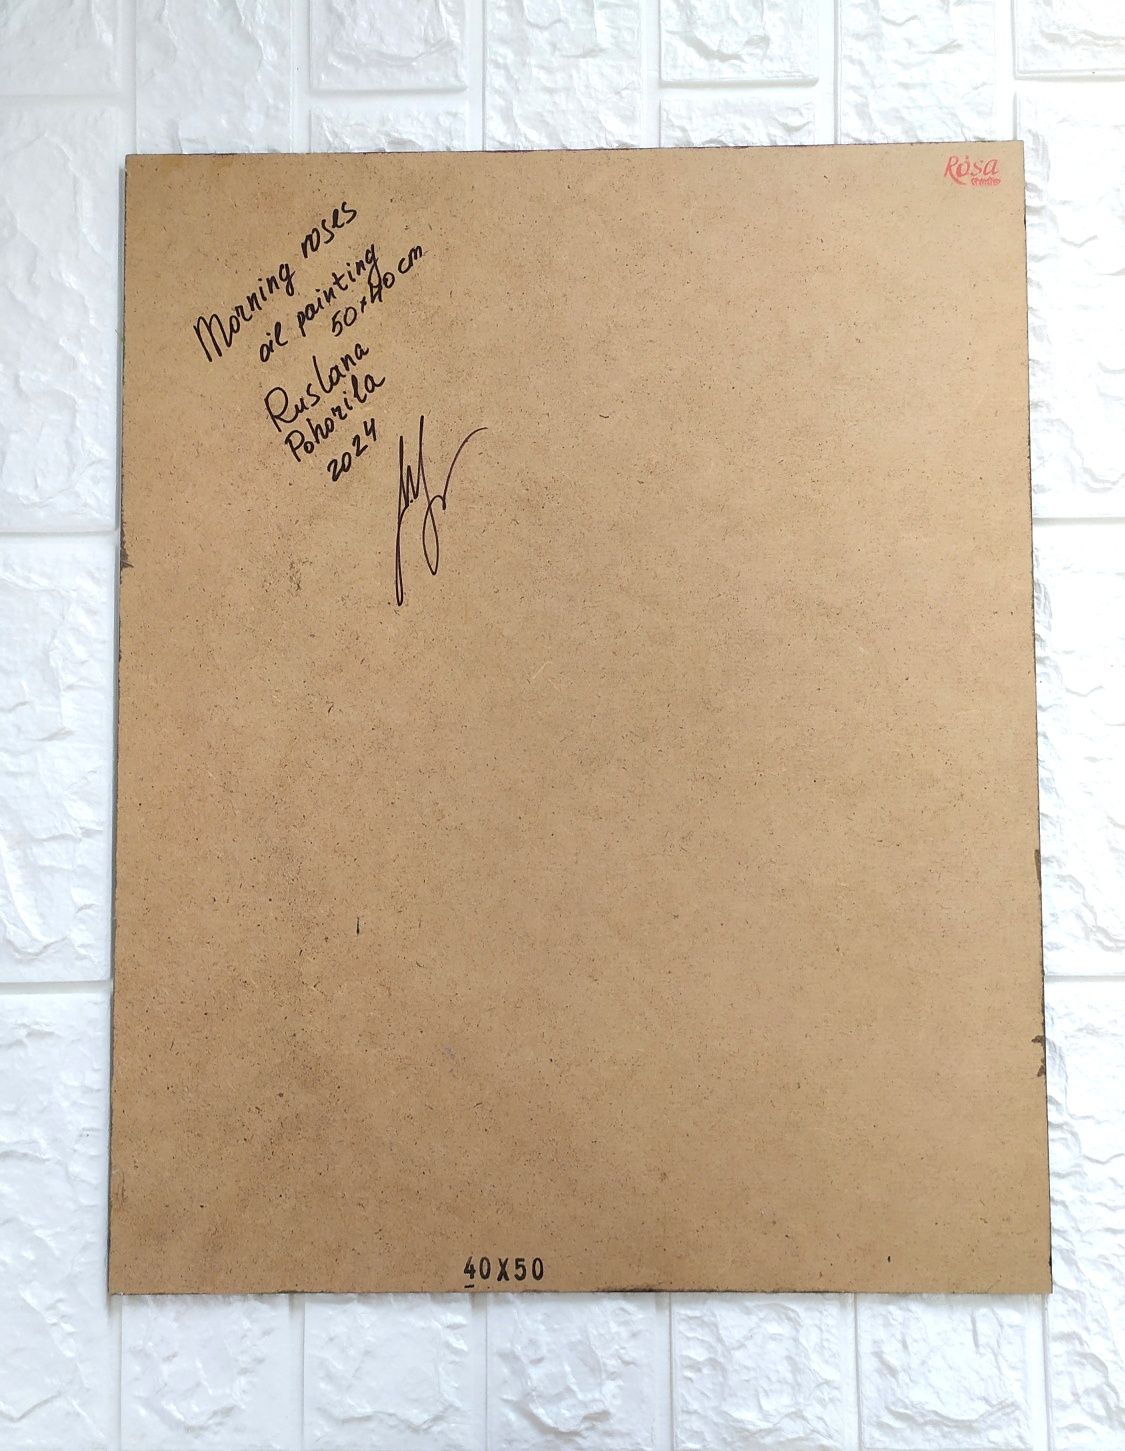 Morning roses
oil painting
50x40 cm
Ruslana
Pohorila
2024
Rosa
40X50